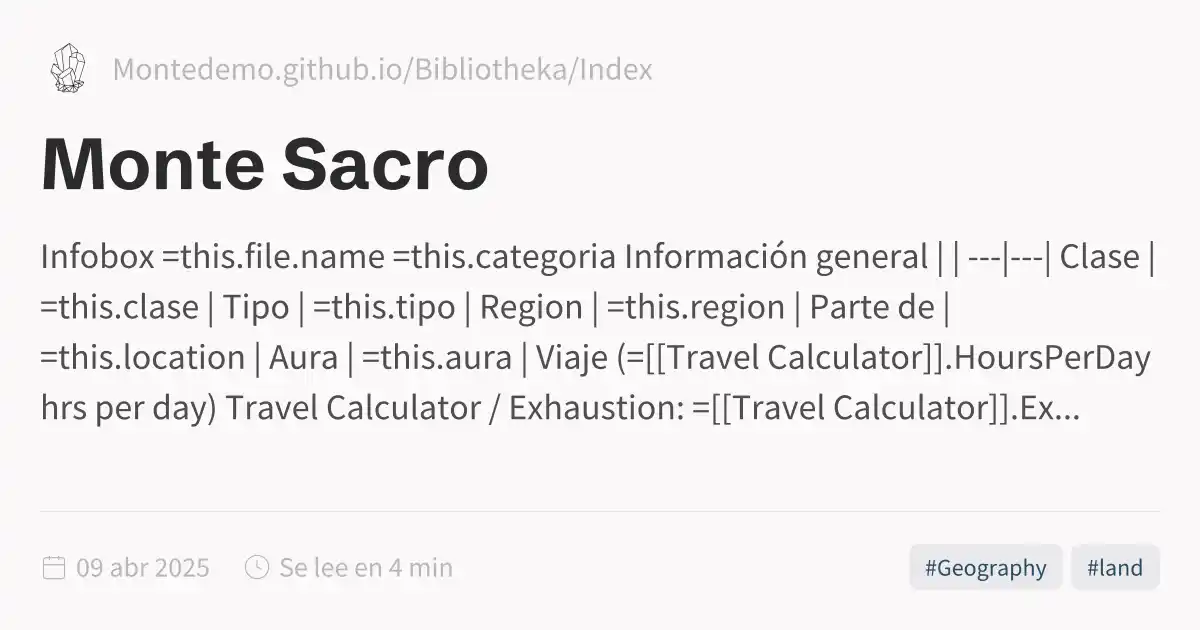 Montedemo.github.io/Bibliotheka/Index
Monte Sacro
Infobox =this.file.name =this.categoria Información general | | ---|---| Clase |
=this.clase | Tipo | =this.tipo | Region | =this.region | Parte de |
=this.location | Aura | =this.aura | Viaje (=[[Travel Calculator]].HoursPerDay
hrs per day) Travel Calculator / Exhaustion: =[[Travel Calculator]].Ex...
09 abr 2025 Se lee en 4 min #Geography #land